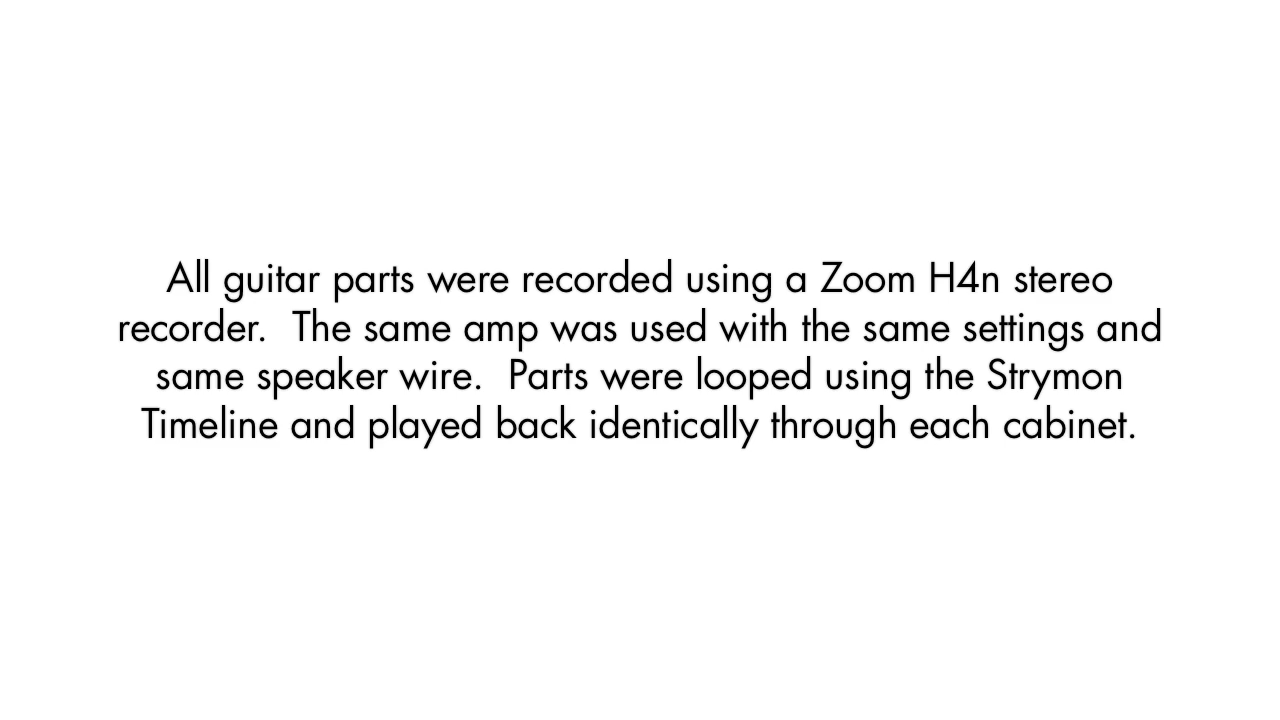 All guitar parts were recorded using a Zoom H4n stereo
recorder.  The same amp was used with the same settings and
same speaker wire.  Parts were looped using the Strymon
Timeline and played back identically through each cabinet.